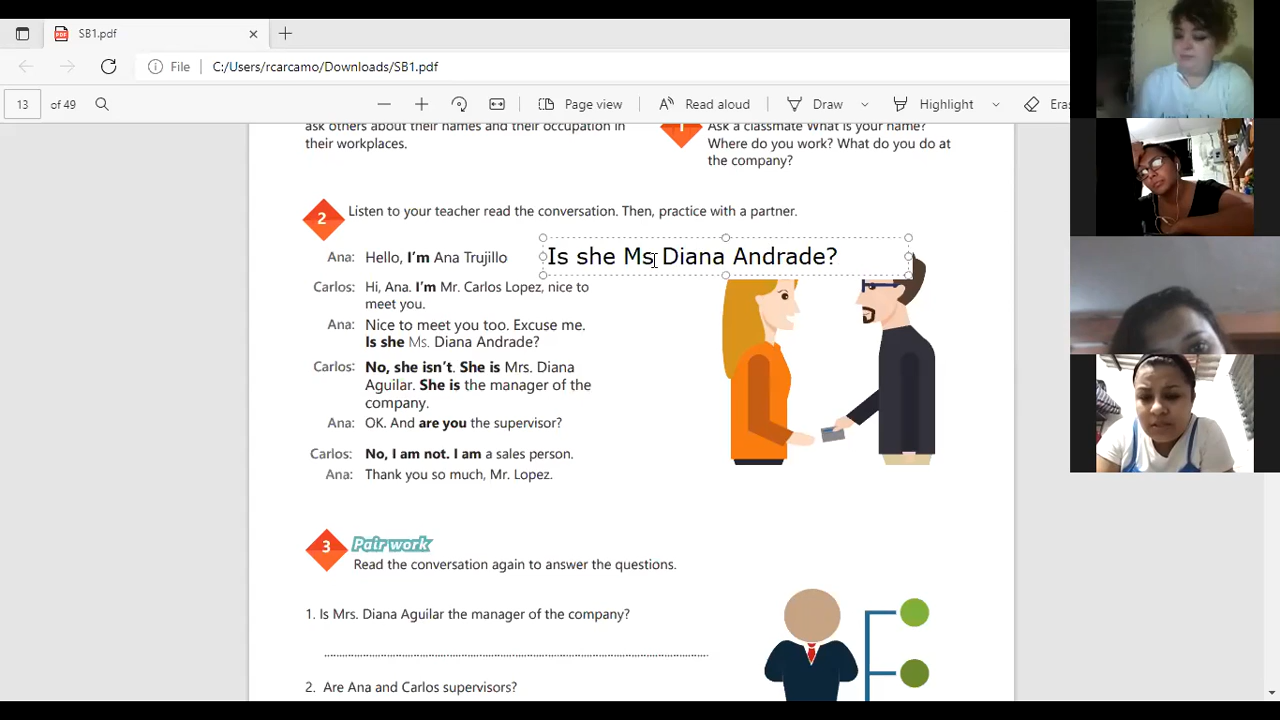 SB1.pdf
File C:/Users/rcarcamo/Downloads/SB1.pdf
13 of 49 Page view Read aloud Draw Highlight Eras
ask others about their names and their occupation in
their workplaces.
1 Ask a classmate What is your name?
Where do you work? What do you do at
the company?
2 Listen to your teacher read the conversation. Then, practice with a partner.
Is she Ms Diana Andrade?
Ana: Hello, I'm Ana Trujillo
Carlos: Hi, Ana. I'm Mr. Carlos Lopez, nice to
meet you.
Ana: Nice to meet you too. Excuse me.
Is she Ms. Diana Andrade?
Carlos: No, she isn't. She is Mrs. Diana
Aguilar. She is the manager of the
company.
Ana: OK. And are you the supervisor?
Carlos: No, I am not. I am a sales person.
Ana: Thank you so much, Mr. Lopez.
3 Pair work
Read the conversation again to answer the questions.
1. Is Mrs. Diana Aguilar the manager of the company?
2. Are Ana and Carlos supervisors?